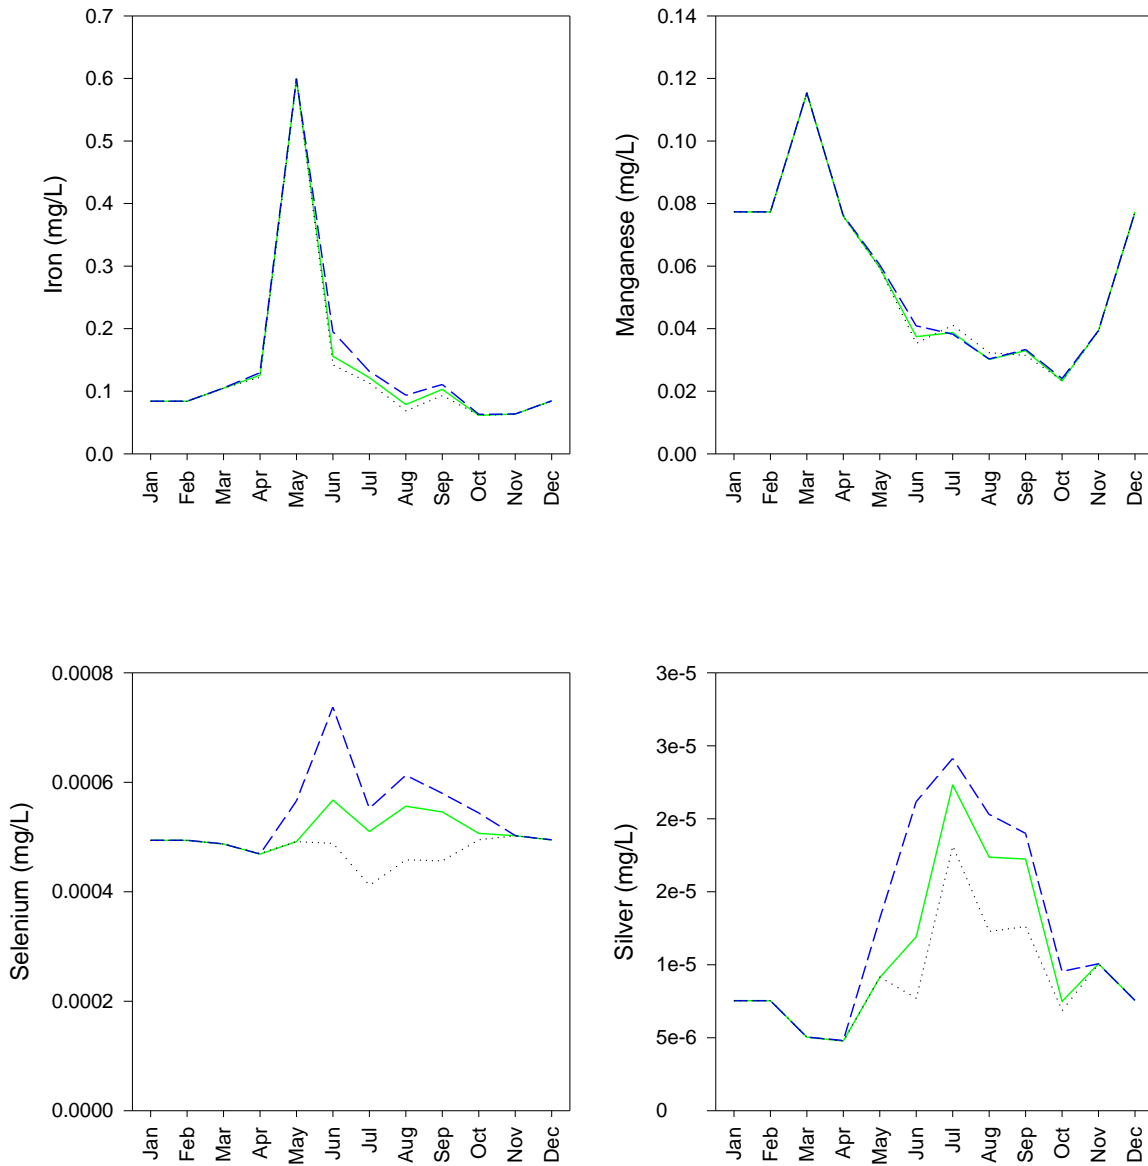 0.7
0.6
0.5
0.4
0.3
0.2
0.1
0.0
Iron (mg/L)
Jan Feb Mar Apr May Jun Jul Aug Sep Oct Nov Dec
0.14
0.12
0.10
0.08
0.06
0.04
0.02
0.00
Manganese (mg/L)
Jan Feb Mar Apr May Jun Jul Aug Sep Oct Nov Dec
0.0008
0.0006
0.0004
0.0002
0.0000
Selenium (mg/L)
Jan Feb Mar Apr May Jun Jul Aug Sep Oct Nov Dec
3e-5
3e-5
2e-5
2e-5
1e-5
5e-6
0
Silver (mg/L)
Jan Feb Mar Apr May Jun Jul Aug Sep Oct Nov Dec